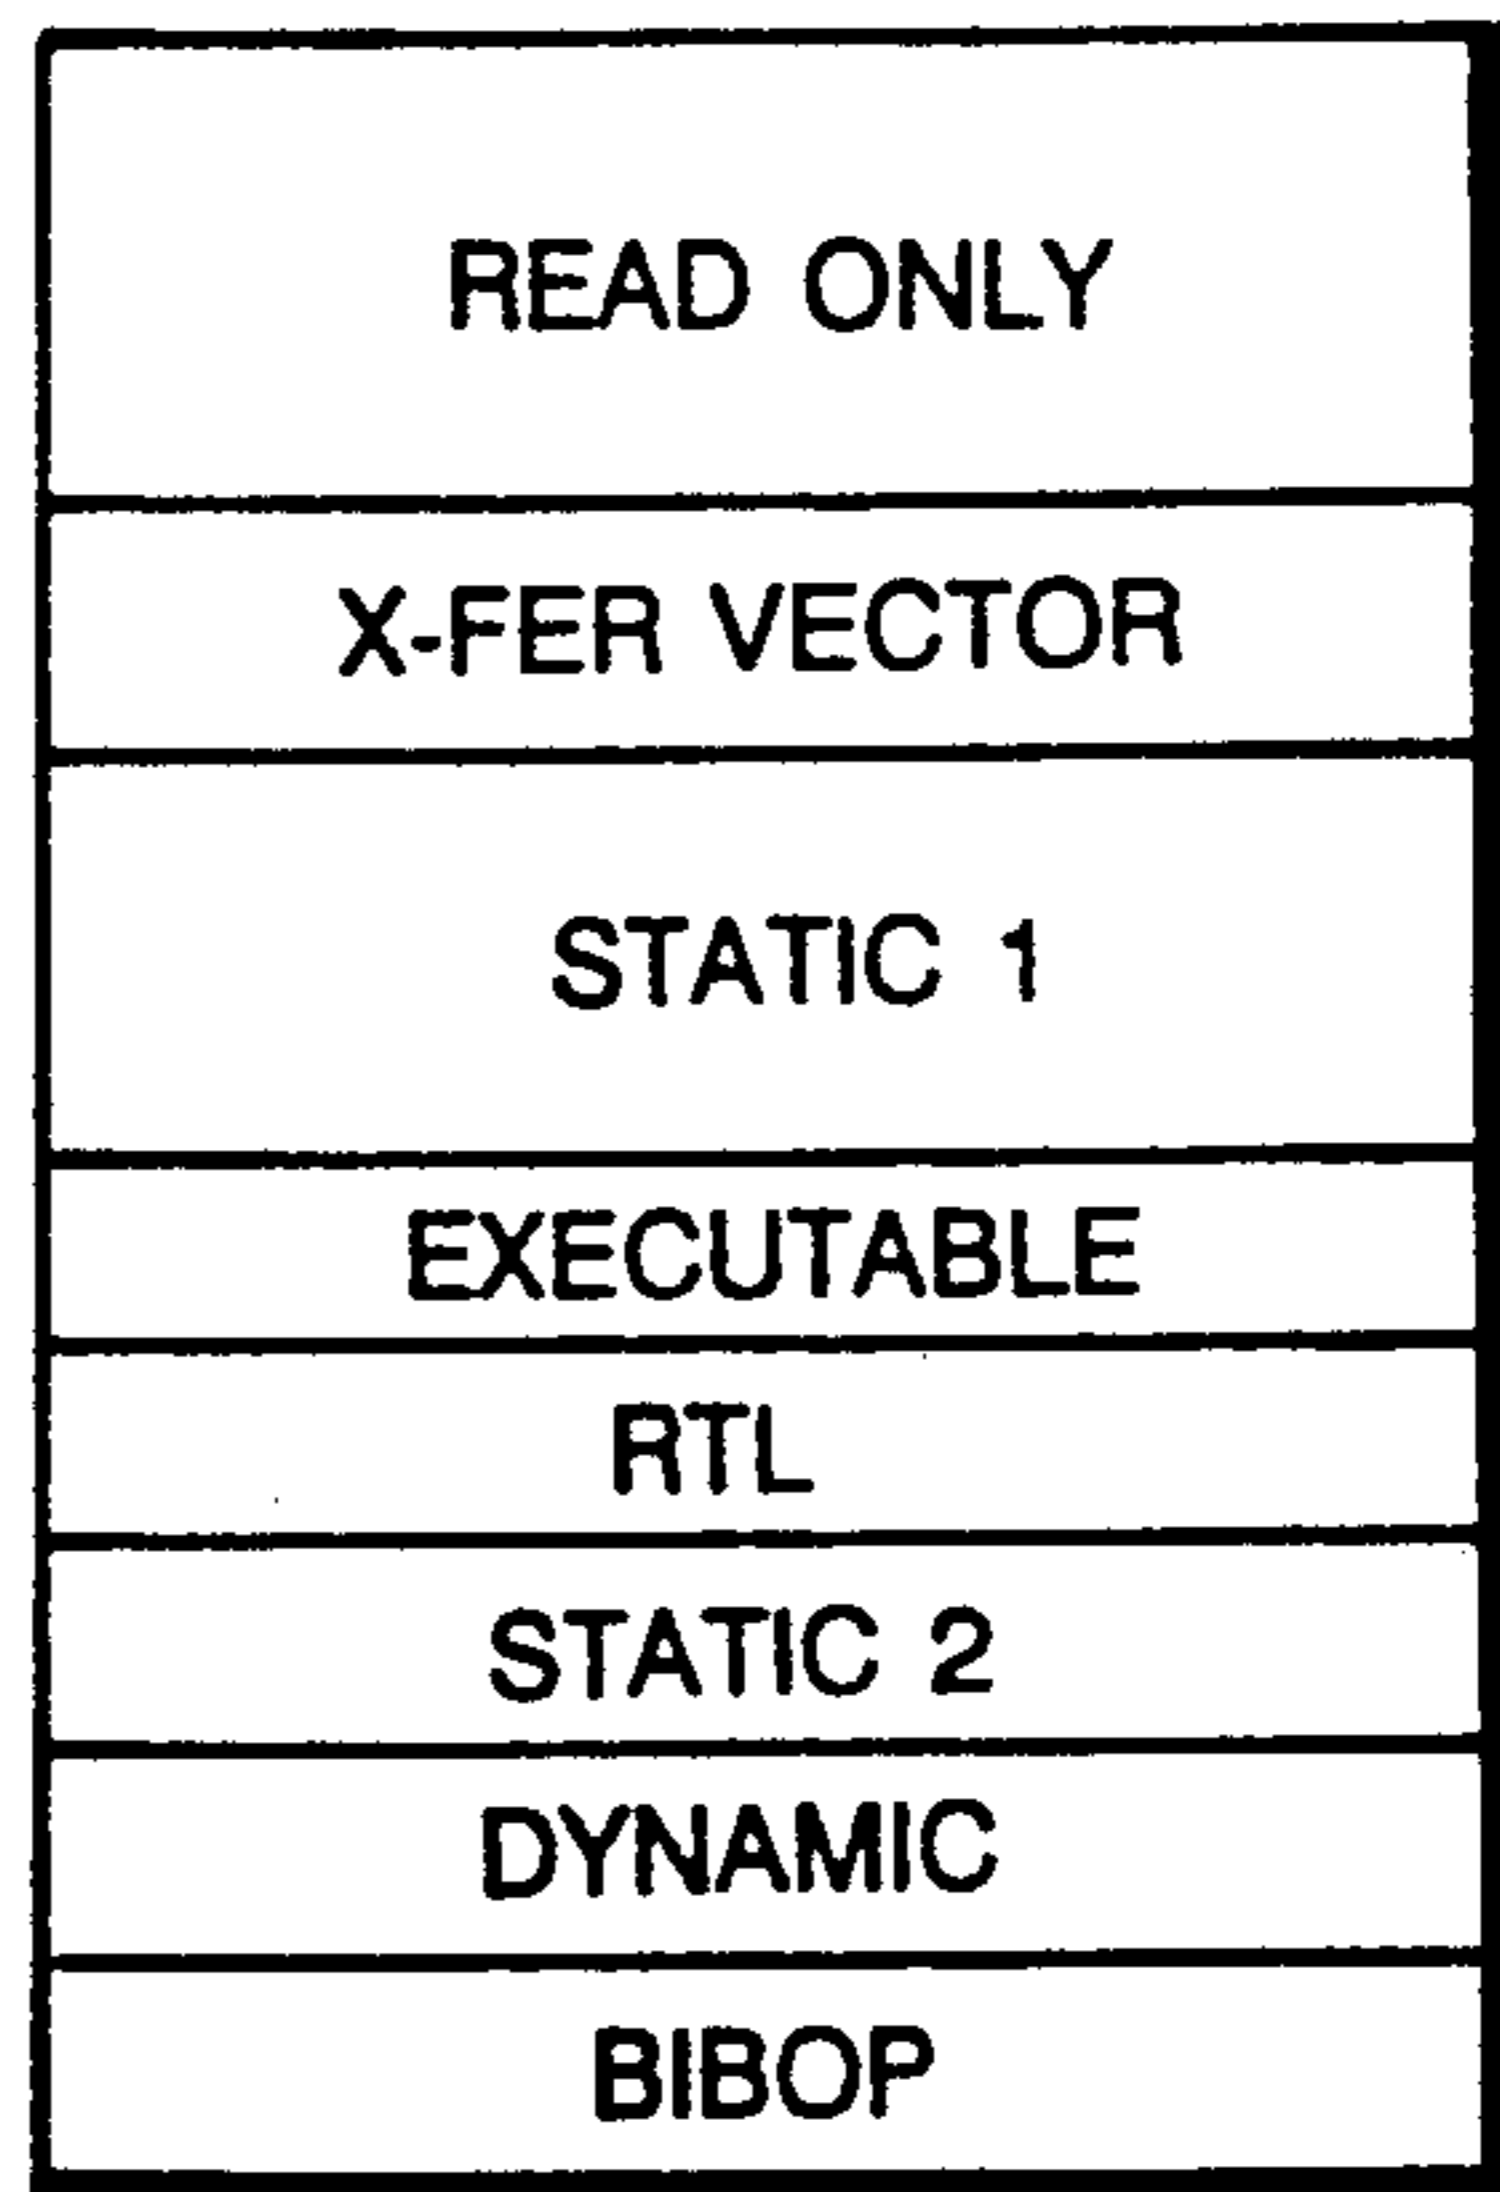 READ ONLY
X-FER VECTOR
STATIC 1
EXECUTABLE
RTL
STATIC 2
DYNAMIC
BIBOP